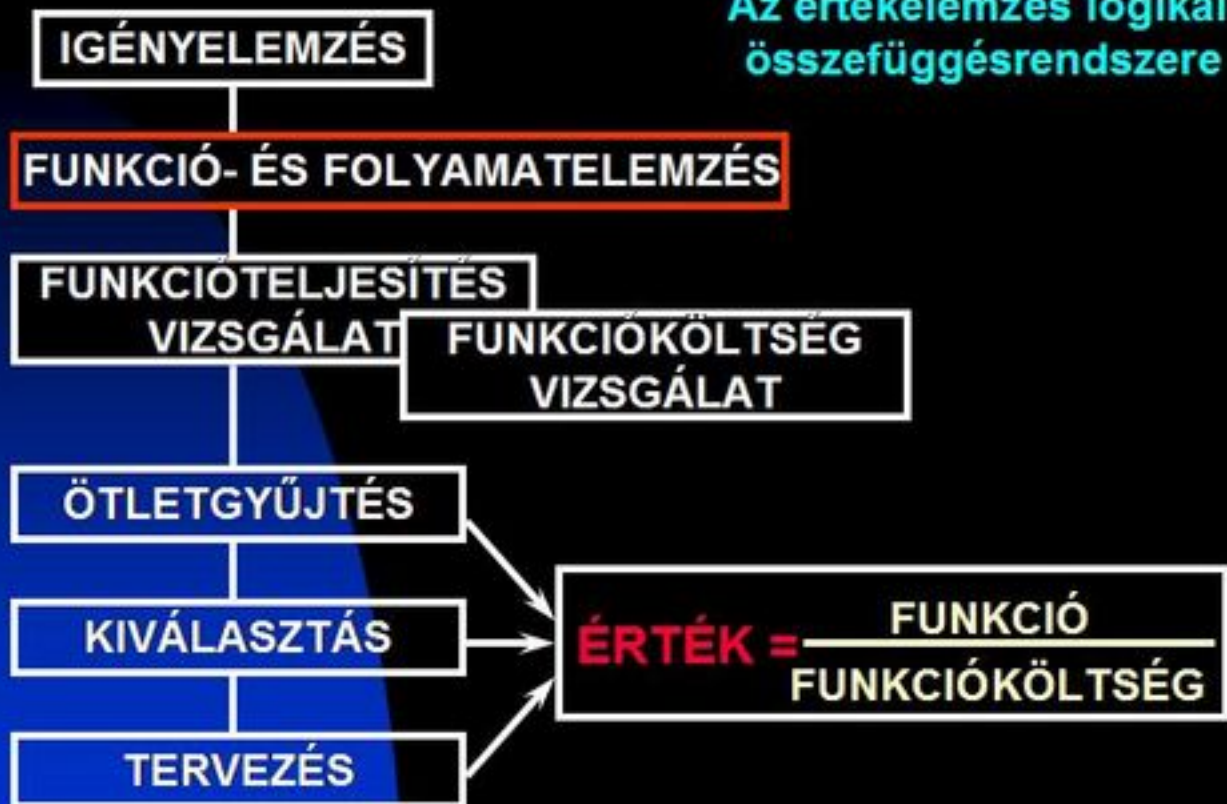 Az értékelemzés logikai
összefüggésrendszere
IGÉNYELEMZÉS
FUNKCIÓ- ÉS FOLYAMATELEMZÉS
FUNKCIÓTELJESÍTÉS
VIZSGÁLAT
FUNKCIÓKÖLTSÉG
VIZSGÁLAT
ÖTLETGYŰJTÉS
KIVÁLASZTÁS
TERVEZÉS
ÉRTÉK = FUNKCIÓ
FUNKCIÓKÖLTSÉG